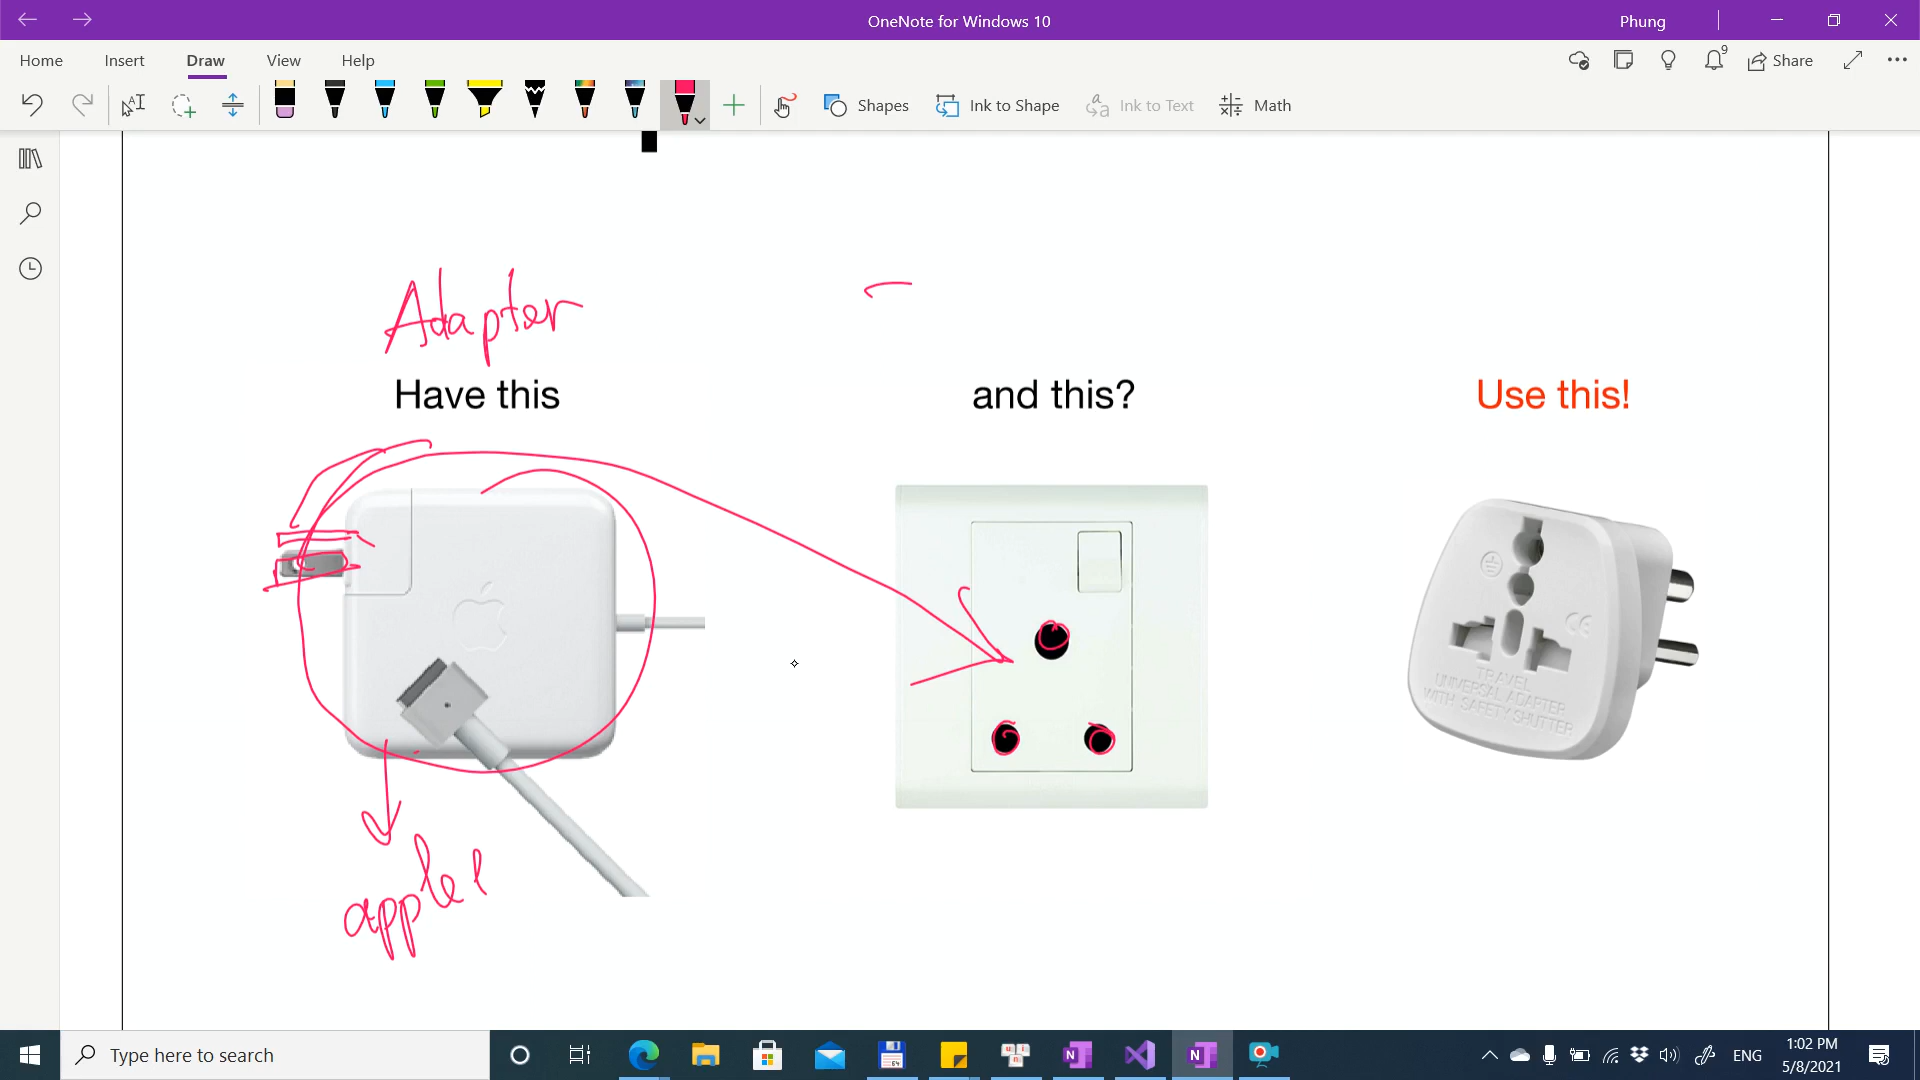 OneNote for Windows 10
Phung
Home Insert Draw View Help
9
Share
Shapes Ink to Shape Ink to Text Math
Adapter
Have this and this? Use this!
TRAVEL
UNIVERSAL ADAPTER
WITH SAFETY SHUTTER
apple
Type here to search
64
ENG
1:02 PM
5/8/2021